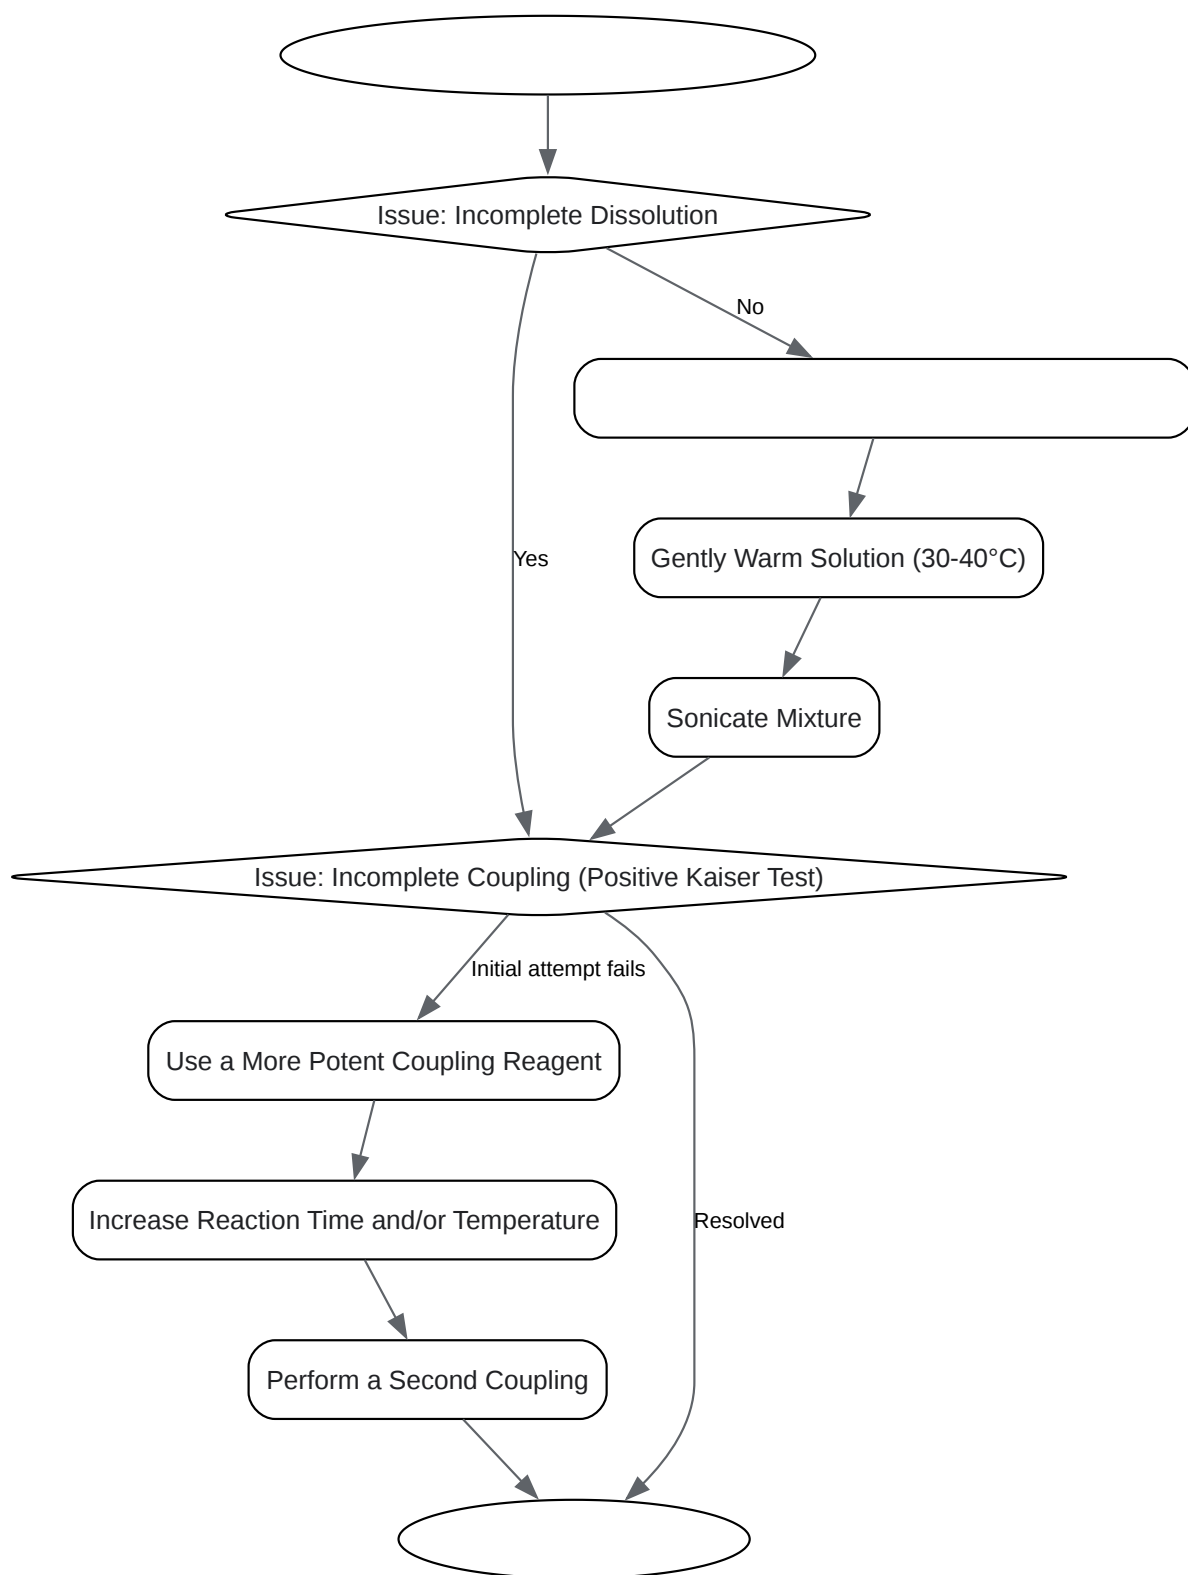 Issue: Incomplete Dissolution
No
Yes
Gently Warm Solution (30-40°C)
Sonicate Mixture
Issue: Incomplete Coupling (Positive Kaiser Test)
Initial attempt fails
Use a More Potent Coupling Reagent
Increase Reaction Time and/or Temperature
Resolved
Perform a Second Coupling